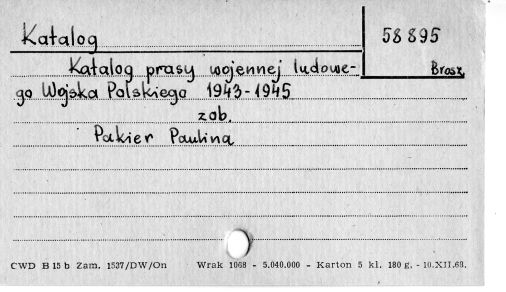 Katalog
58 895
Katalog prasy wojennej ludowe-
Brosz.
go Wojska Polskiego 1943-1945
zob.
Pakier Paulina
CWD B 15 b Zam. 1537/DW/On Wrak 1068 - 5.040.000 - Karton 5 kl. 180 g. - 10.XII.63.